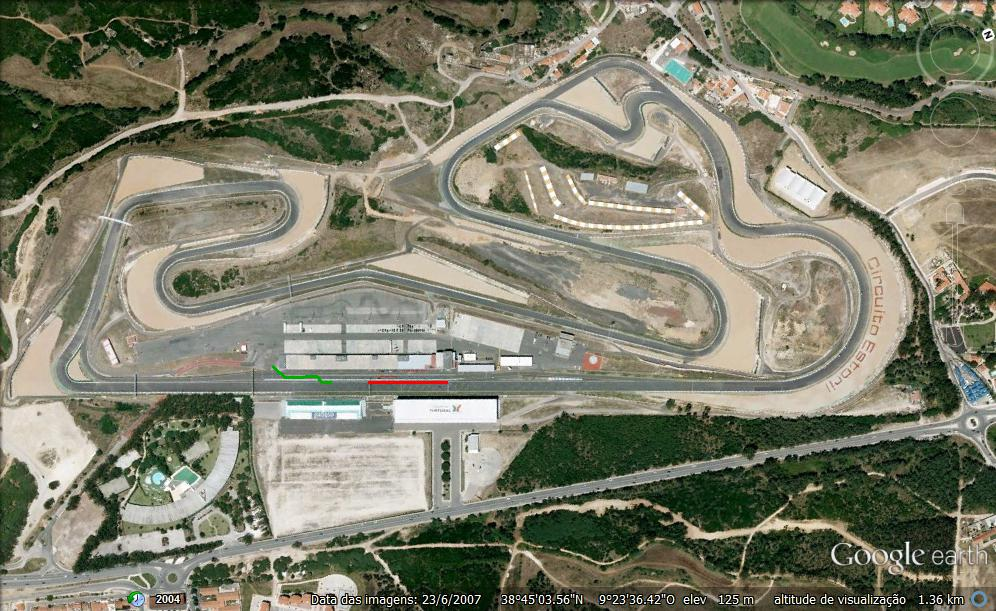 N
Circuito Estoril
Google earth
2004
Data das imagens: 23/6/2007 38°45'03.56"N 9°23'36.42"O elev 125 m altitude de visualização 1.36 km